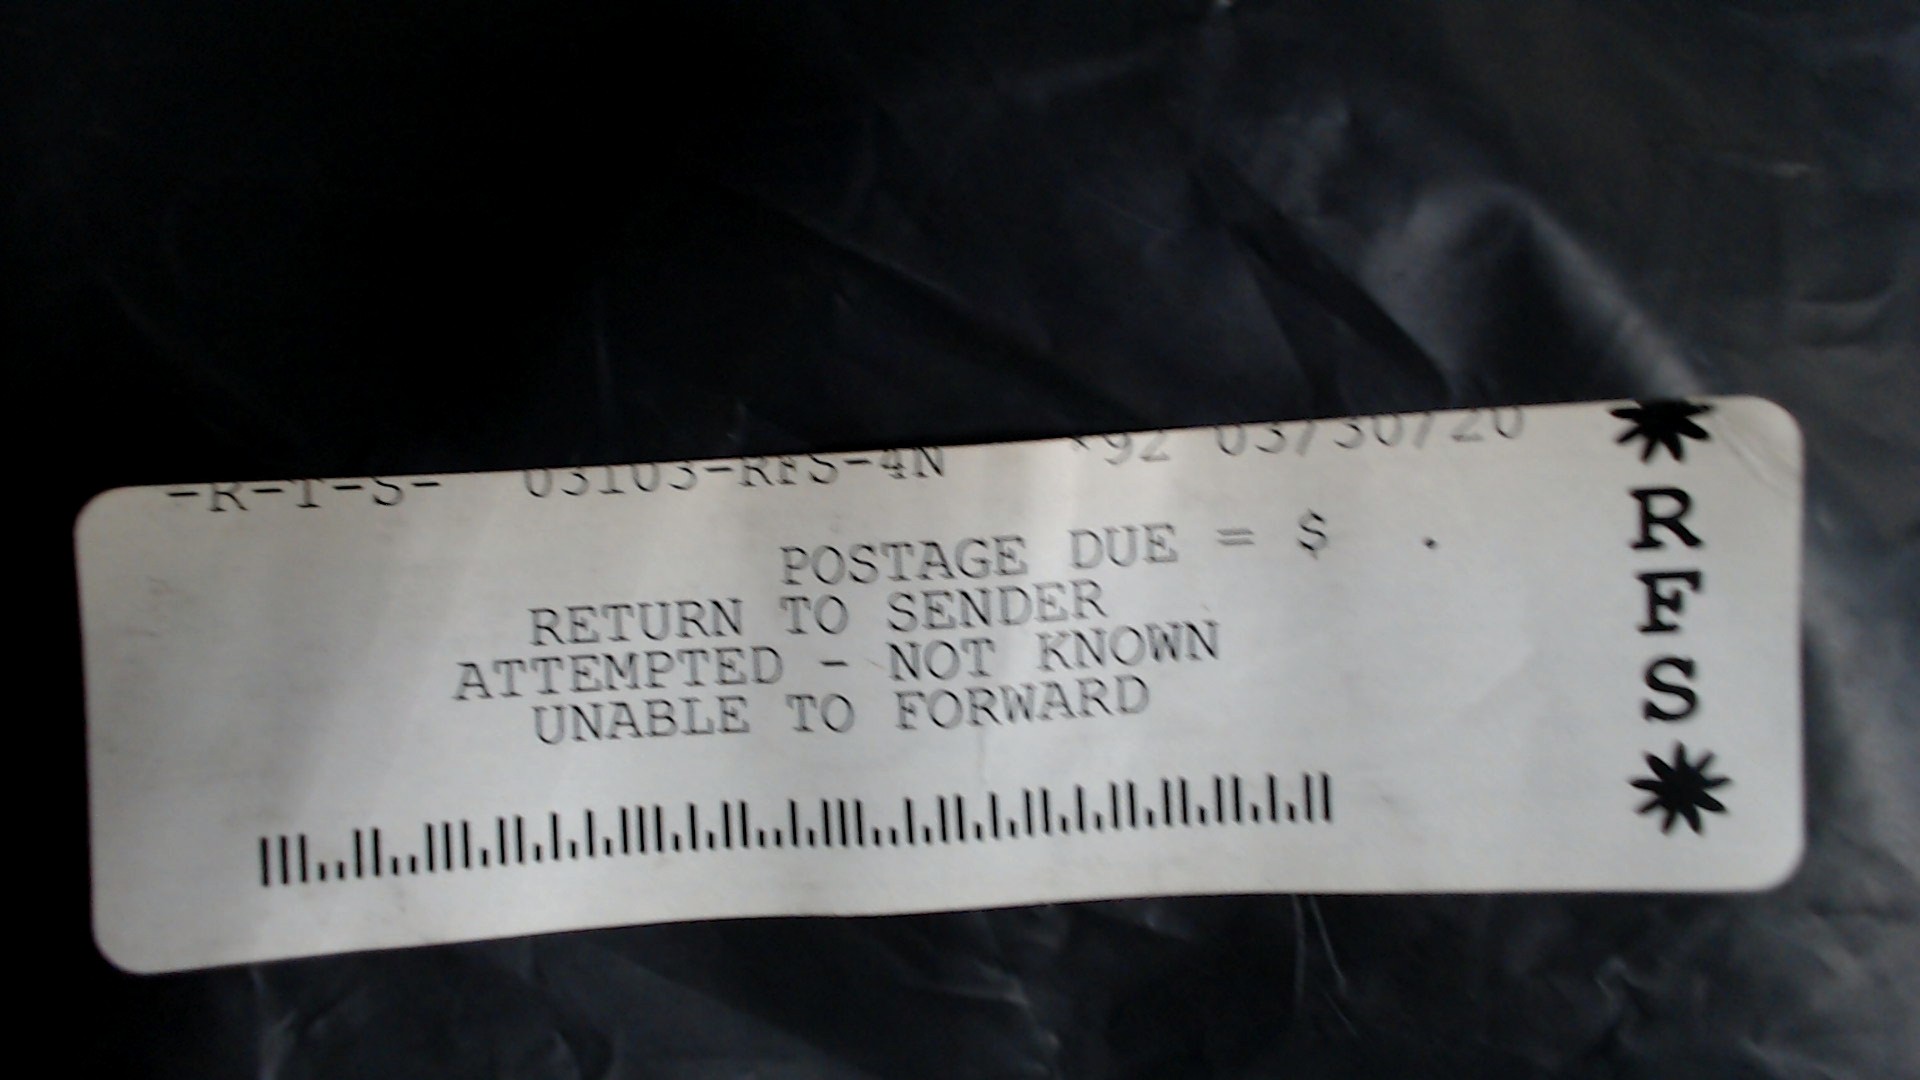 -R-T-S- 03103-RFS-4N *92 03/30/20
POSTAGE DUE = $ .
RETURN TO SENDER
ATTEMPTED - NOT KNOWN
UNABLE TO FORWARD
*RFS*